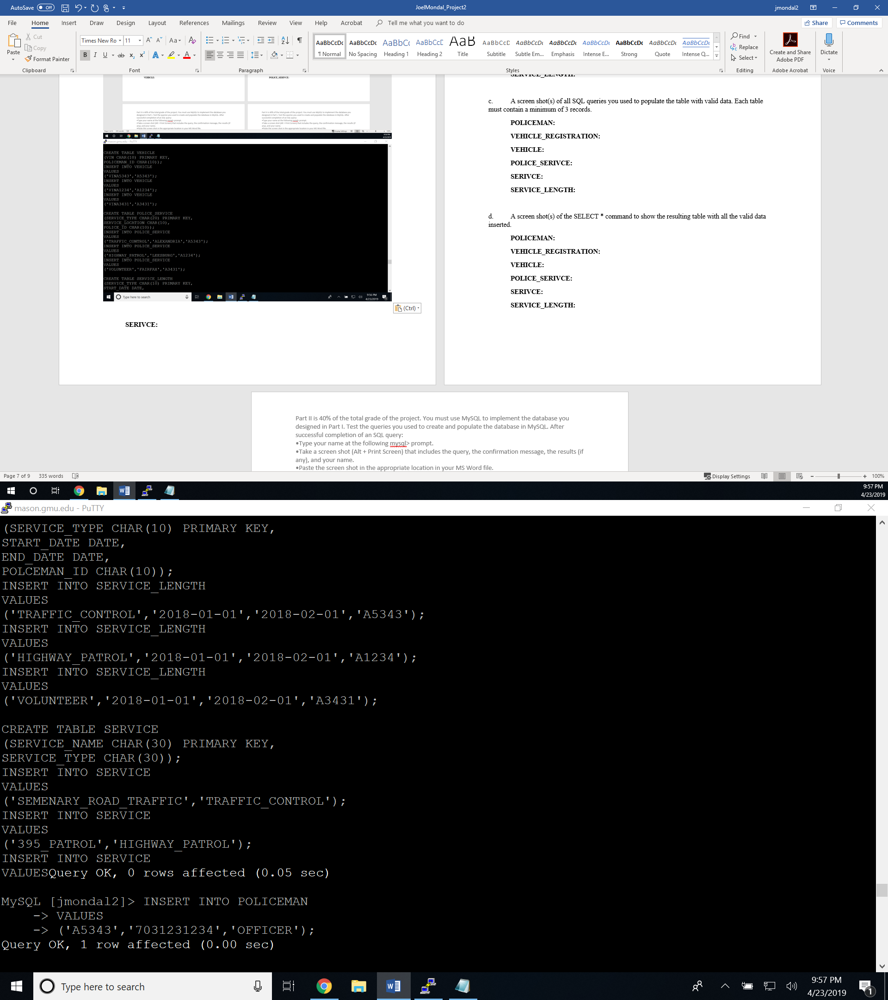 AutoSave Off JoelMondal_Project2 jmondal2
File Home Insert Draw Design Layout References Mailings Review View Help Acrobat Tell me what you want to do Share Comments
Paste
Cut
Copy
Format Painter
Clipboard
Times New Ro 11
Font
Paragraph
AaBbCcDc AaBbCcDc AaBbCc AaBbCcE AaB AaBbCcD AaBbCcDc AaBbCcDc AaBbCcDc AaBbCcDc AaBbCcDc AaBbCcDc
¶ Normal No Spacing Heading 1 Heading 2 Title Subtitle Subtle Em... Emphasis Intense E... Strong Quote Intense Q...
Styles
Find
Replace
Select
Editing
Create and Share
Adobe PDF
Adobe Acrobat
Dictate
Voice
VEHICLE:
POLICE_SERIVCE:
CREATE TABLE VEHICLE
(VIN CHAR(10) PRIMARY KEY,
POLICEMAN_ID CHAR(10));
INSERT INTO VEHICLE
VALUES
('VINA5343','A5343');
INSERT INTO VEHICLE
VALUES
('VINA1234','A1234');
INSERT INTO VEHICLE
VALUES
('VINA3431','A3431');
CREATE TABLE POLICE_SERVICE
(SERVICE_TYPE CHAR(20) PRIMARY KEY,
SERVICE_LOCATION CHAR(10),
POLICE_ID CHAR(10));
INSERT INTO POLICE_SERVICE
VALUES
('TRAFFIC_CONTROL','ALEXANDRIA','A5343');
INSERT INTO POLICE_SERVICE
VALUES
('HIGHWAY_PATROL','LEESBURG','A1234');
INSERT INTO POLICE_SERVICE
VALUES
('VOLUNTEER','FAIRFAX','A3431');
CREATE TABLE SERVICE_LENGTH
(SERVICE_TYPE CHAR(10) PRIMARY KEY,
START_DATE DATE,
Type here to search 9:56 PM
4/23/2019
(Ctrl)
SERIVCE:
SERVICE_LENGTH:
c. A screen shot(s) of all SQL queries you used to populate the table with valid data. Each table
must contain a minimum of 3 records.
POLICEMAN:
VEHICLE_REGISTRATION:
VEHICLE:
POLICE_SERIVCE:
SERIVCE:
SERVICE_LENGTH:
d. A screen shot(s) of the SELECT * command to show the resulting table with all the valid data
inserted.
POLICEMAN:
VEHICLE_REGISTRATION:
VEHICLE:
POLICE_SERIVCE:
SERIVCE:
SERVICE_LENGTH:
Part II is 40% of the total grade of the project. You must use MySQL to implement the database you
designed in Part I. Test the queries you used to create and populate the database in MySQL. After
successful completion of an SQL query:
•Type your name at the following mysql> prompt.
•Take a screen shot (Alt + Print Screen) that includes the query, the confirmation message, the results (if
any), and your name.
•Paste the screen shot in the appropriate location in your MS Word file.
Page 7 of 9 335 words Display Settings 100%
9:57 PM
4/23/2019
mason.gmu.edu - PuTTY
(SERVICE_TYPE CHAR(10) PRIMARY KEY,
START_DATE DATE,
END_DATE DATE,
POLCEMAN_ID CHAR(10));
INSERT INTO SERVICE_LENGTH
VALUES
('TRAFFIC_CONTROL','2018-01-01','2018-02-01','A5343');
INSERT INTO SERVICE_LENGTH
VALUES
('HIGHWAY_PATROL','2018-01-01','2018-02-01','A1234');
INSERT INTO SERVICE_LENGTH
VALUES
('VOLUNTEER','2018-01-01','2018-02-01','A3431');
CREATE TABLE SERVICE
(SERVICE_NAME CHAR(30) PRIMARY KEY,
SERVICE_TYPE CHAR(30));
INSERT INTO SERVICE
VALUES
('SEMENARY_ROAD_TRAFFIC','TRAFFIC_CONTROL');
INSERT INTO SERVICE
VALUES
('395_PATROL','HIGHWAY_PATROL');
INSERT INTO SERVICE
VALUESQuery OK, 0 rows affected (0.05 sec)
MySQL [jmondal2]> INSERT INTO POLICEMAN
-> VALUES
-> ('A5343','7031231234','OFFICER');
Query OK, 1 row affected (0.00 sec)
Type here to search
9:57 PM
4/23/2019
1